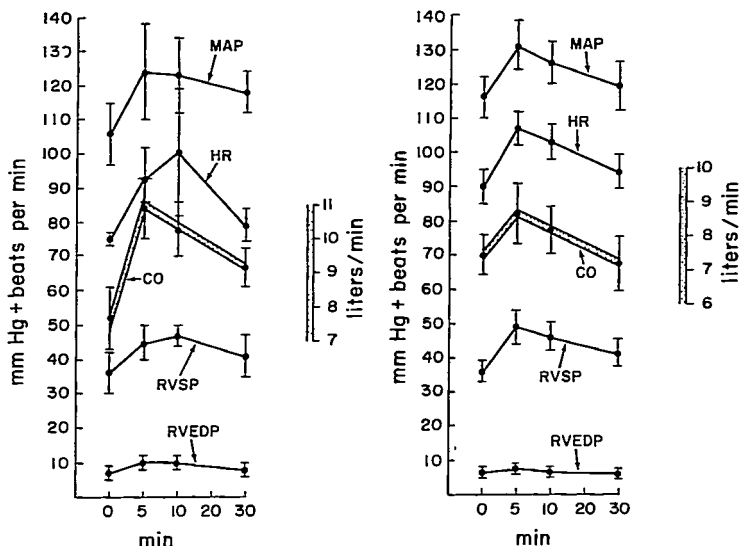 140
130
120
110
100
90
80
70
60
50
40
30
20
10
mm Hg + beats per min
MAP
HR
CO
RVSP
RVEDP
0 5 10 20 30
min
11
10
9
8
7
liters/min
140
130
120
110
100
90
80
70
60
50
40
30
20
10
mm Hg + beats per min
MAP
HR
CO
RVSP
RVEDP
0 5 10 20 30
min
10
9
8
7
6
liters/min